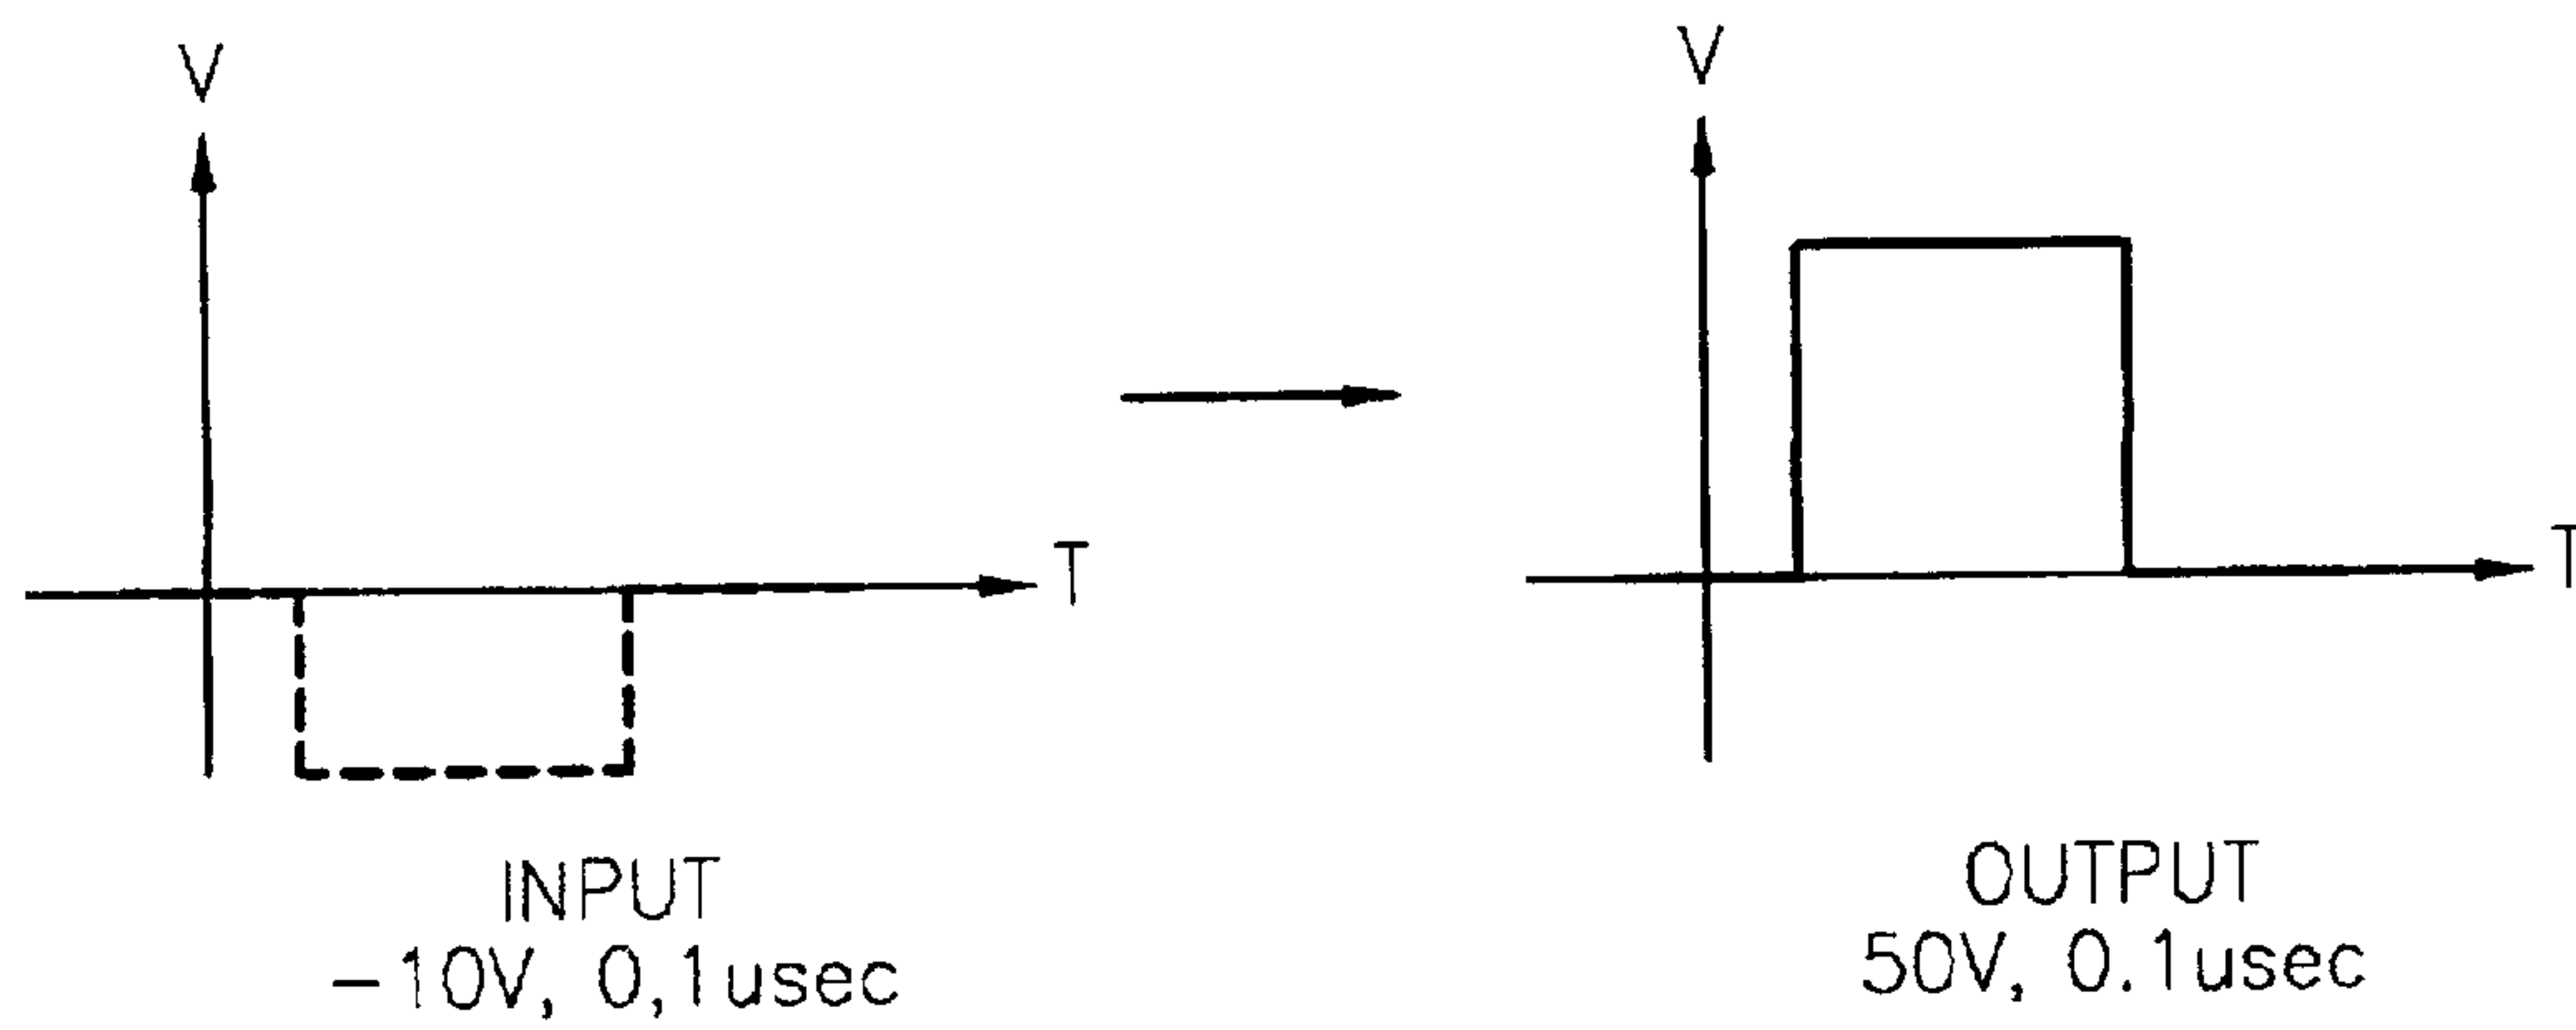 V
T
INPUT
-10V, 0,1usec
V
T
OUTPUT
50V, 0.1usec